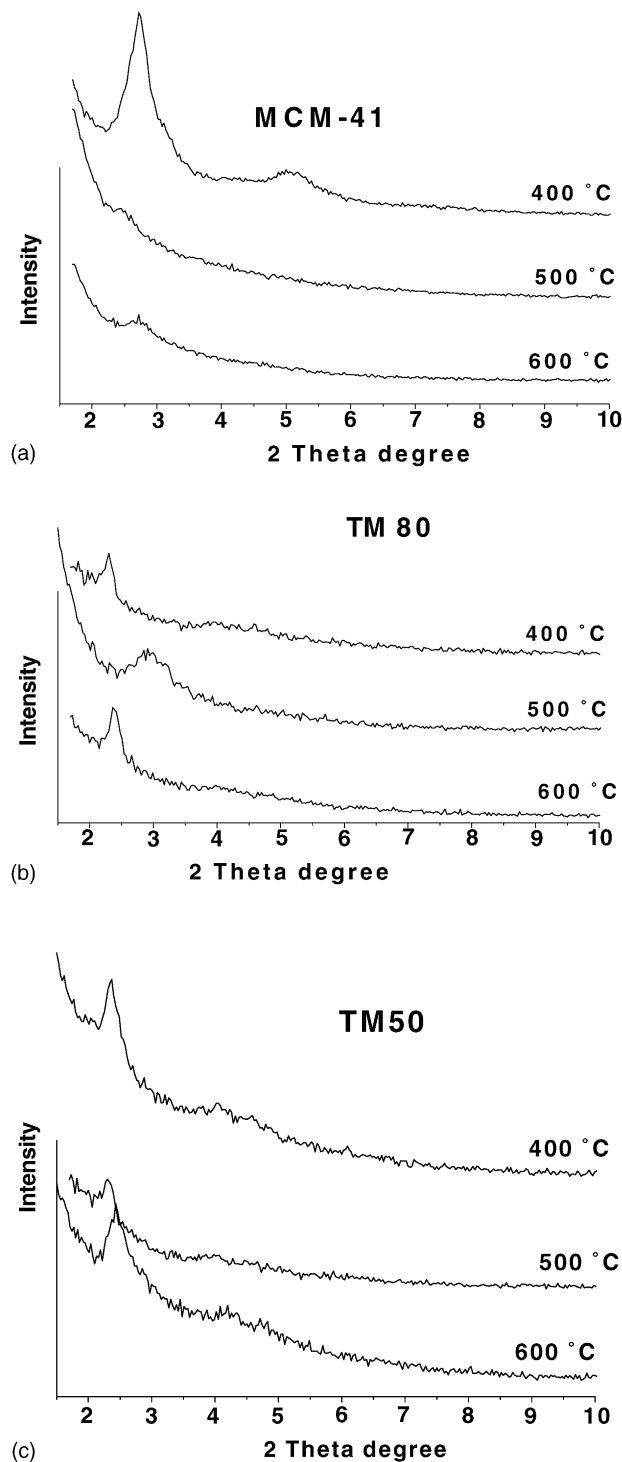 MCM-41
400 °C
500 °C
600 °C
Intensity
2 3 4 5 6 7 8 9 10
2 Theta degree
(a)
TM 80
400 °C
500 °C
600 °C
Intensity
2 3 4 5 6 7 8 9 10
2 Theta degree
(b)
TM50
400 °C
500 °C
600 °C
Intensity
2 3 4 5 6 7 8 9 10
2 Theta degree
(c)